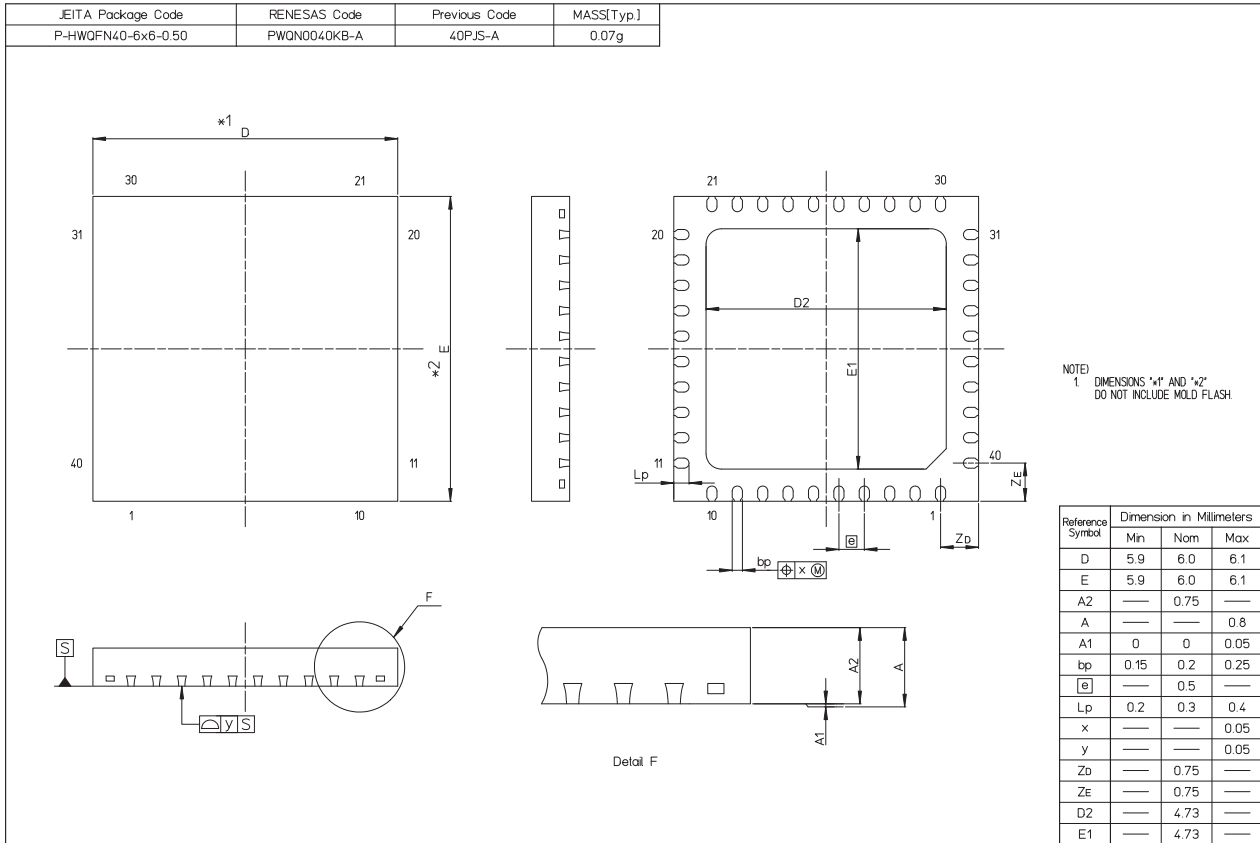 JEITA Package Code RENESAS Code Previous Code MASS[Typ.]
P-HWQFN40-6x6-0.50 PWQN0040KB-A 40PJS-A 0.07g
*1 D
30 21
31 20
*2 E
40 11
1 10
21 30
20 31
D2
E1
11 40
Lp
ZE
10 1
e
ZD
bp ⌖ x Ⓜ
NOTE)
1. DIMENSIONS "*1" AND "*2"
DO NOT INCLUDE MOLD FLASH.
F
S
y S
A2 A
A1
Detail F
Reference Symbol Dimension in Millimeters
Min Nom Max
D 5.9 6.0 6.1
E 5.9 6.0 6.1
A2 — 0.75 —
A — — 0.8
A1 0 0 0.05
bp 0.15 0.2 0.25
e — 0.5 —
Lp 0.2 0.3 0.4
x — — 0.05
y — — 0.05
ZD — 0.75 —
ZE — 0.75 —
D2 — 4.73 —
E1 — 4.73 —